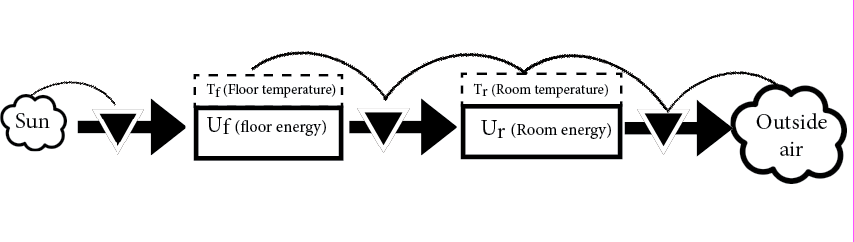 Sun
Tf (Floor temperature)
Uf (floor energy)
Tr (Room temperature)
Ur (Room energy)
Outside
air